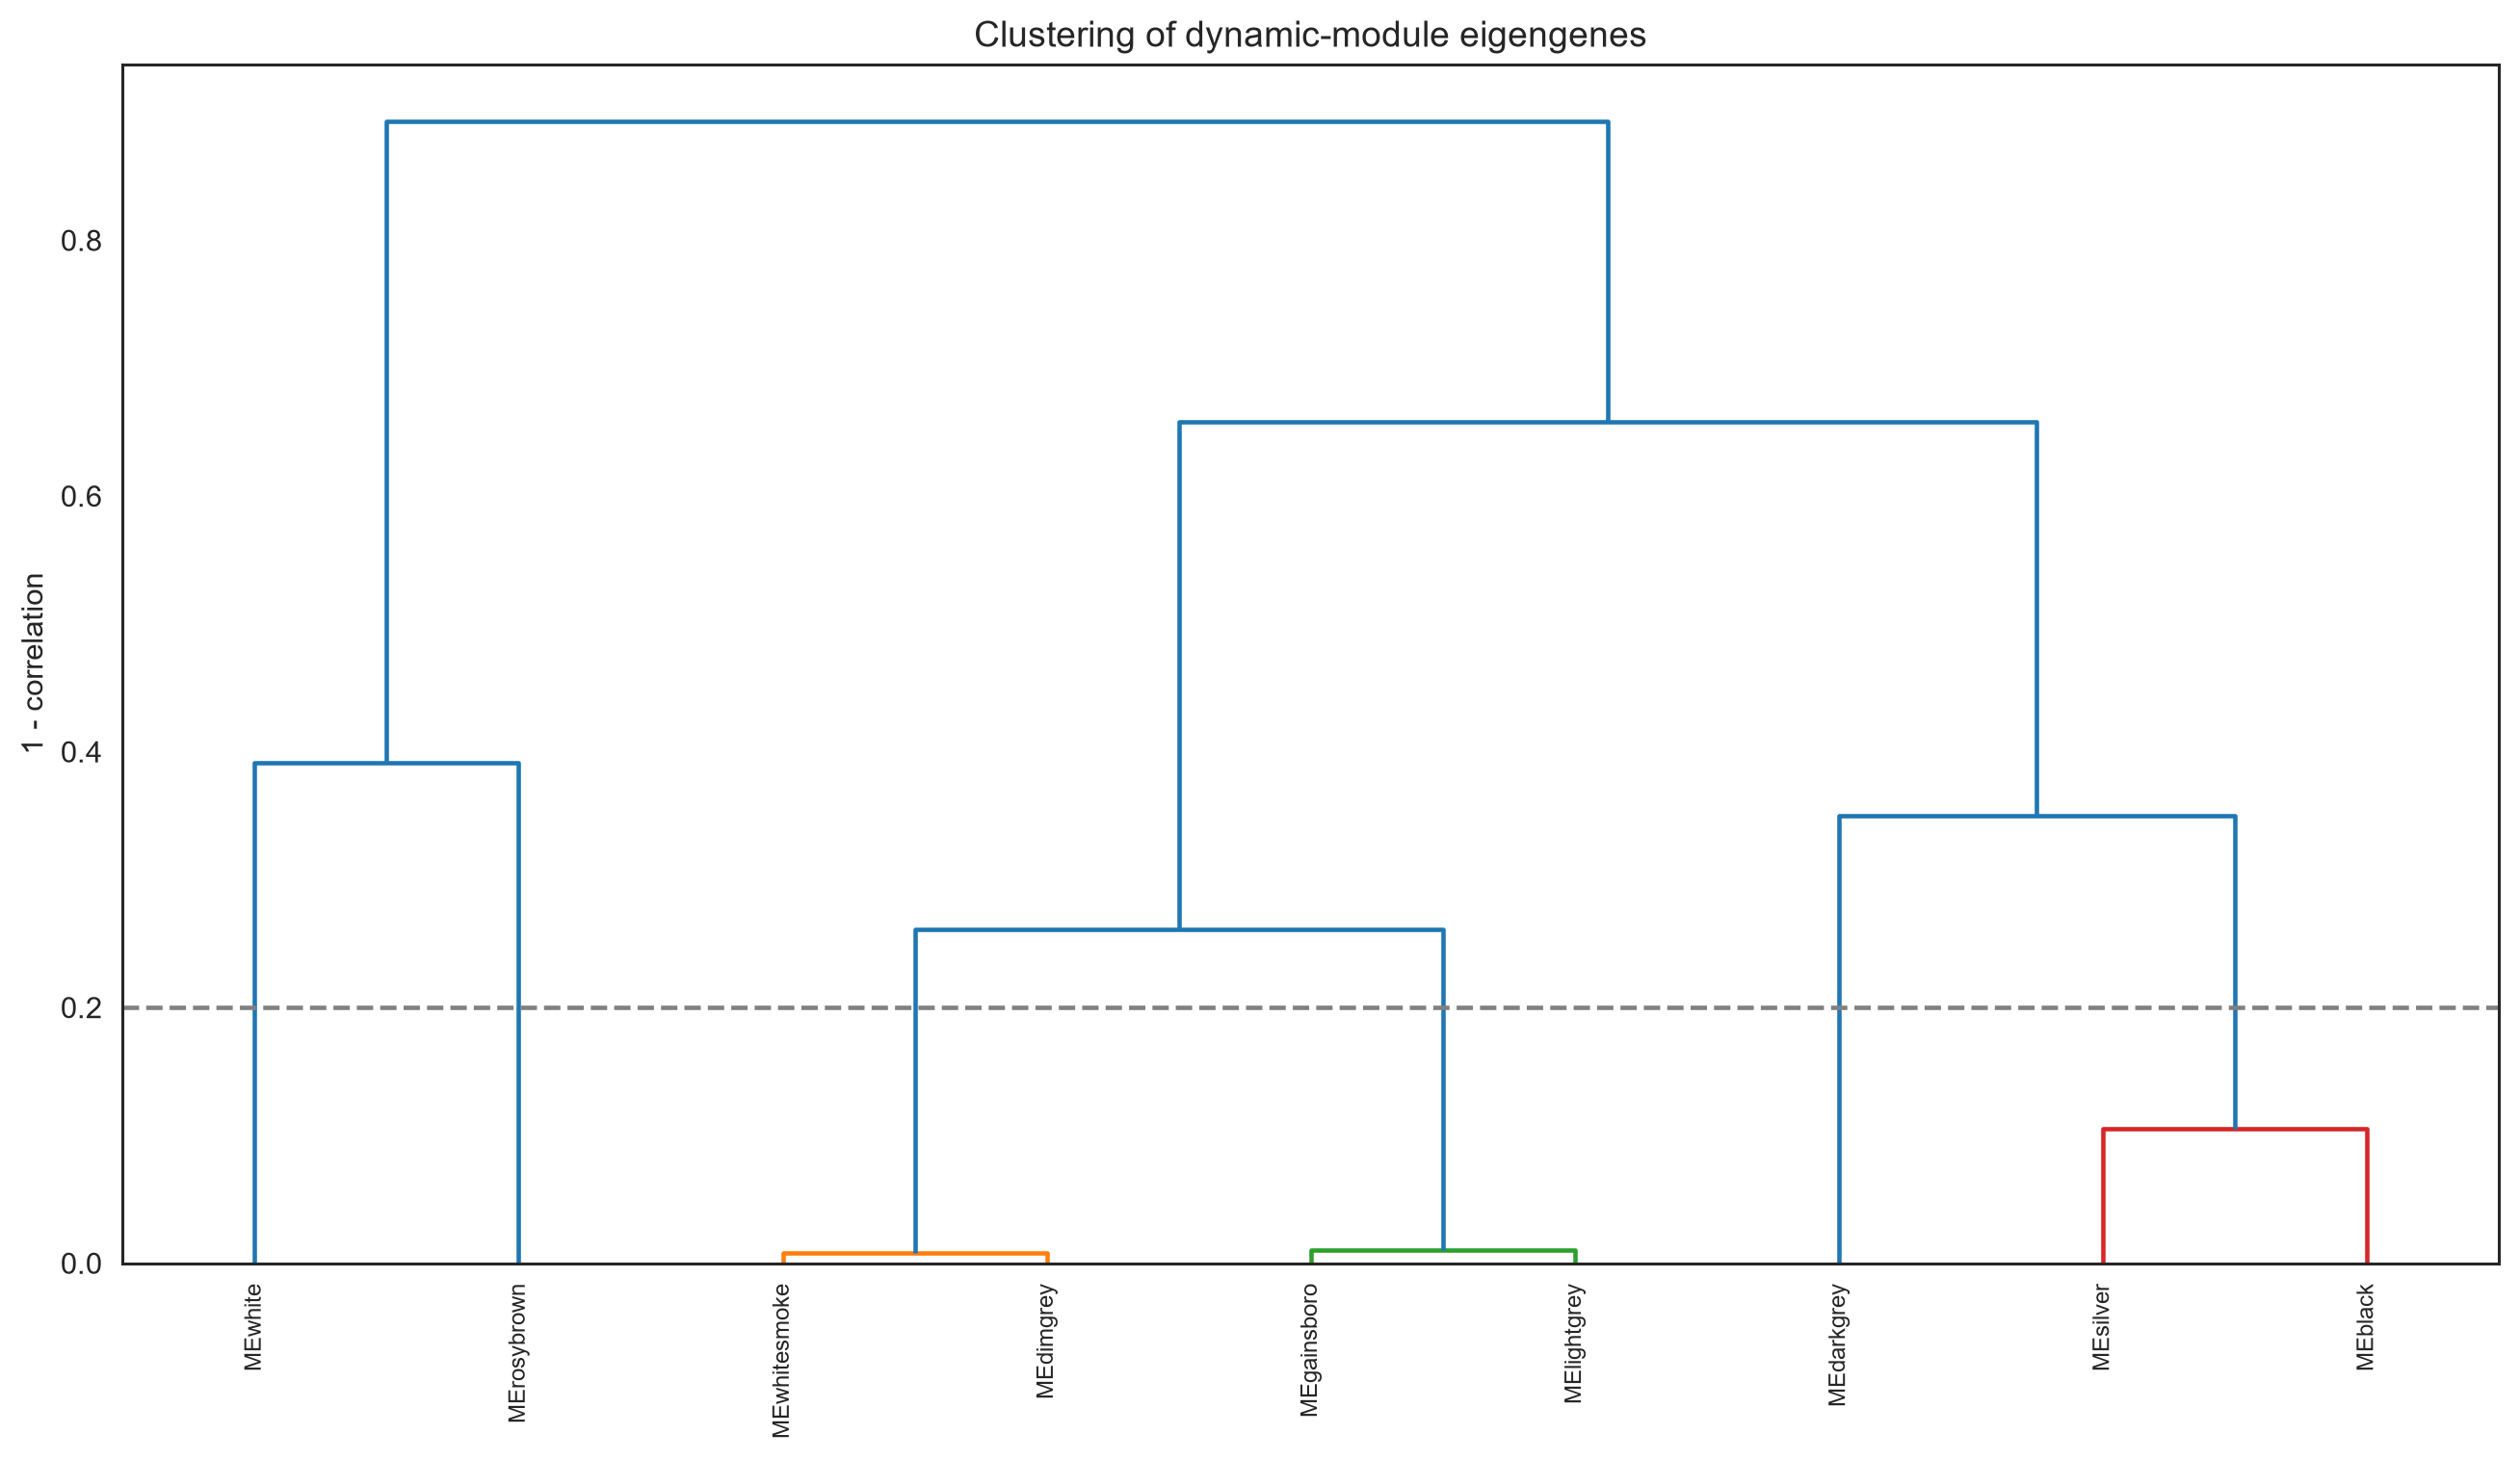 Clustering of dynamic-module eigengenes
1 - correlation
0.8
0.6
0.4
0.2
0.0
MEwhite
MErosybrown
MEwhitesmoke
MEdimgrey
MEgainsboro
MElightgrey
MEdarkgrey
MEsilver
MEblack